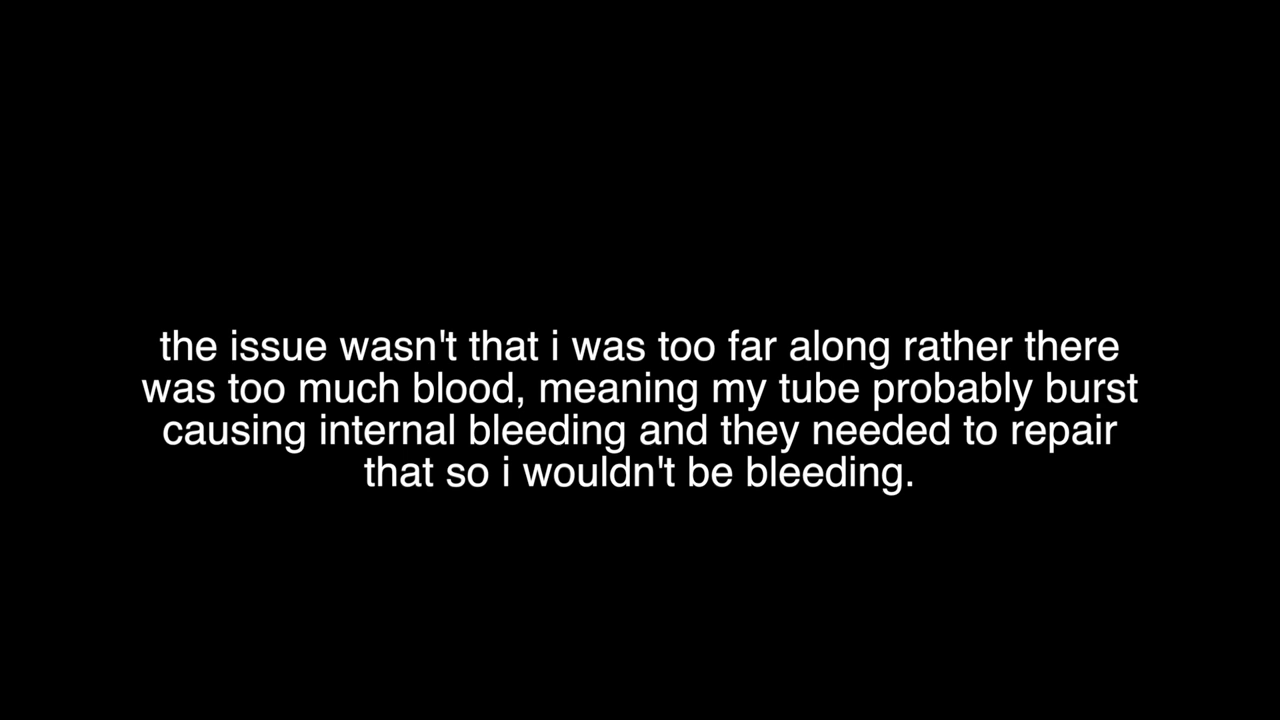 the issue wasn't that i was too far along rather there
was too much blood, meaning my tube probably burst
causing internal bleeding and they needed to repair
that so i wouldn't be bleeding.